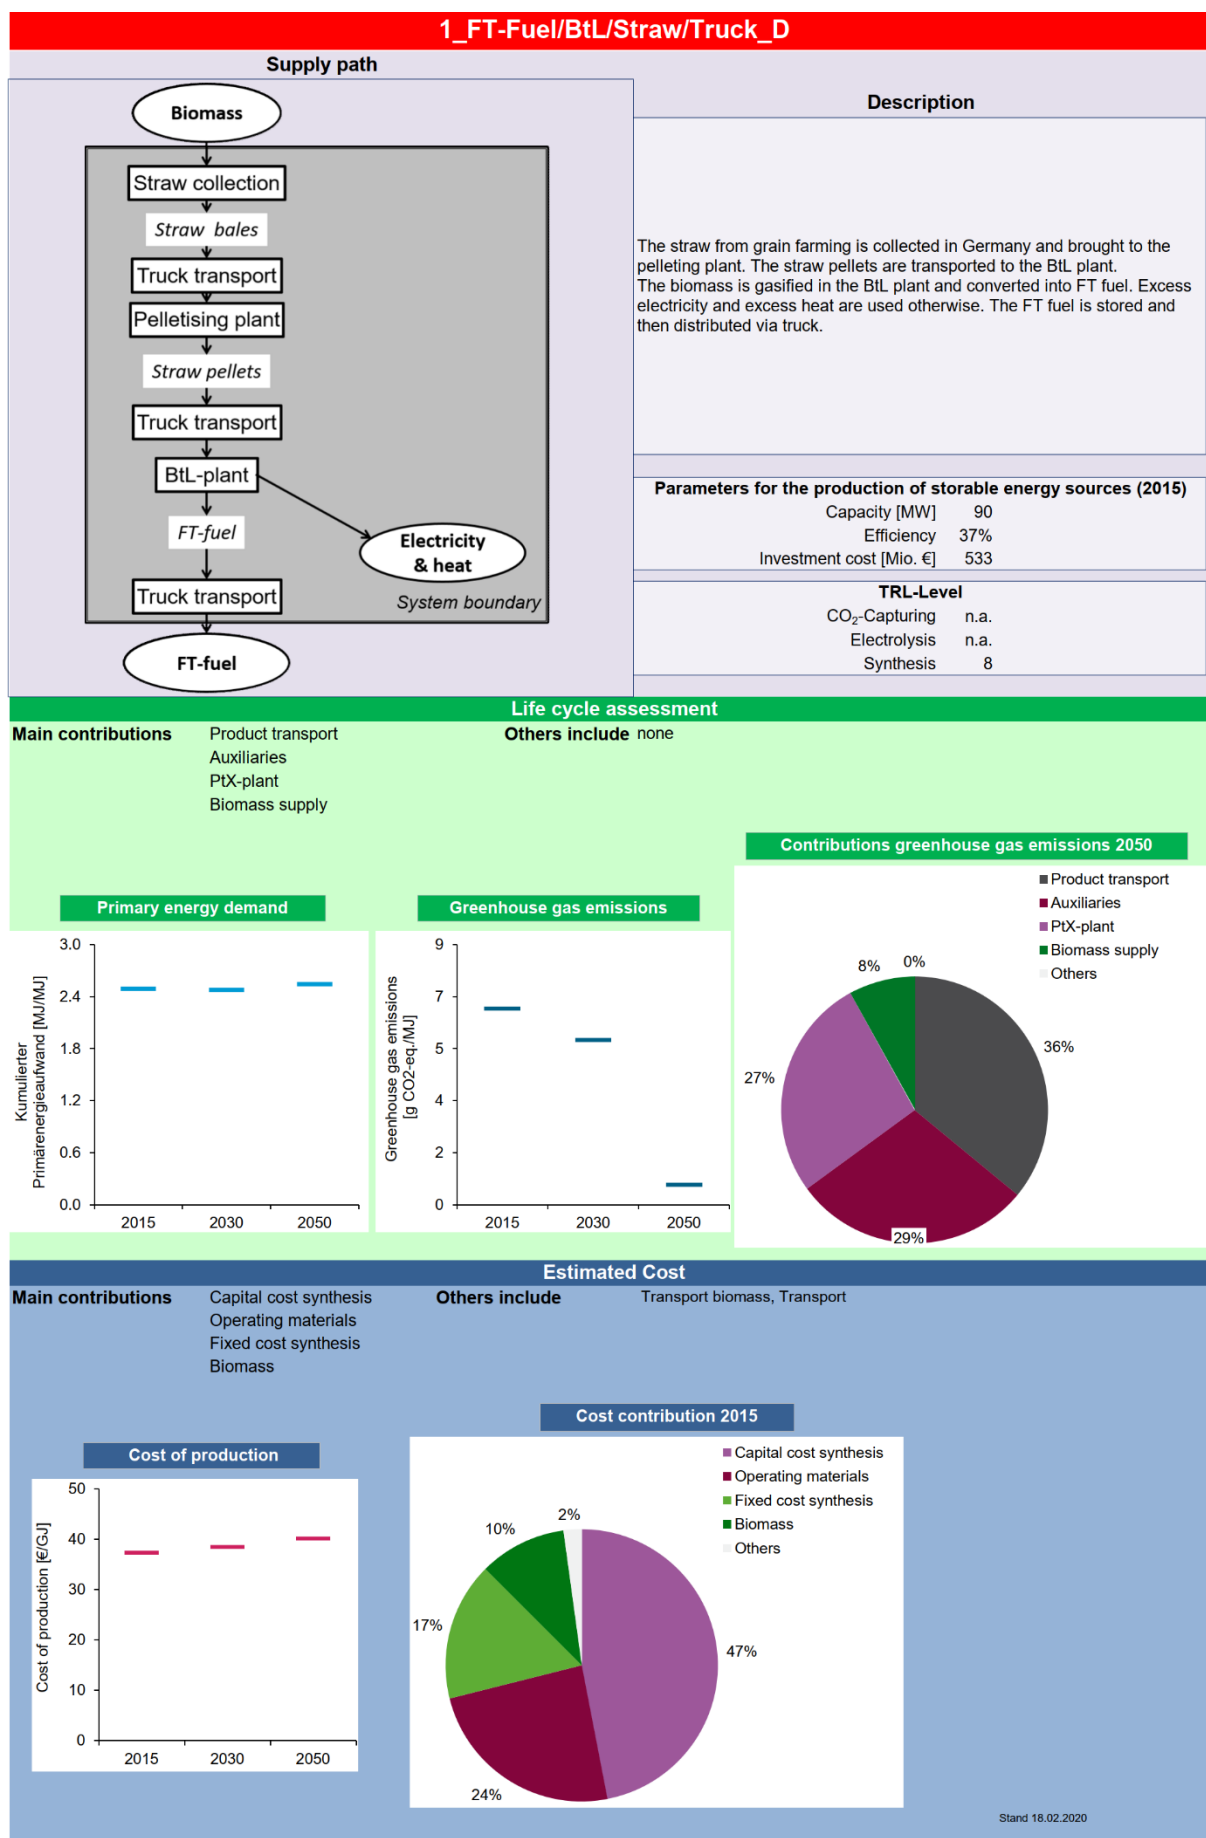 1_FT-Fuel/BtL/Straw/Truck_D
Supply path
Biomass
Straw collection
Straw bales
Truck transport
Pelletising plant
Straw pellets
Truck transport
BtL-plant
FT-fuel
Electricity
& heat
Truck transport
System boundary
FT-fuel
Description
The straw from grain farming is collected in Germany and brought to the
pelleting plant. The straw pellets are transported to the BtL plant.
The biomass is gasified in the BtL plant and converted into FT fuel. Excess
electricity and excess heat are used otherwise. The FT fuel is stored and
then distributed via truck.
Parameters for the production of storable energy sources (2015)
Capacity [MW] 90
Efficiency 37%
Investment cost [Mio. €] 533
TRL-Level
CO₂-Capturing n.a.
Electrolysis n.a.
Synthesis 8
Life cycle assessment
Main contributions Product transport Others include none
Auxiliaries
PtX-plant
Biomass supply
Primary energy demand
Kumulierter
Primärenergieaufwand [MJ/MJ]
3.0
2.4
1.8
1.2
0.6
0.0
2015 2030 2050
Greenhouse gas emissions
Greenhouse gas emissions
[g CO2-eq./MJ]
9
7
5
4
2
0
2015 2030 2050
Contributions greenhouse gas emissions 2050
Product transport
Auxiliaries
PtX-plant
Biomass supply
Others
8% 0%
36%
27%
29%
Estimated Cost
Main contributions Capital cost synthesis Others include Transport biomass, Transport
Operating materials
Fixed cost synthesis
Biomass
Cost of production
Cost of production [€/GJ]
50
40
30
20
10
0
2015 2030 2050
Cost contribution 2015
Capital cost synthesis
Operating materials
Fixed cost synthesis
Biomass
Others
2%
10%
17%
47%
24%
Stand 18.02.2020